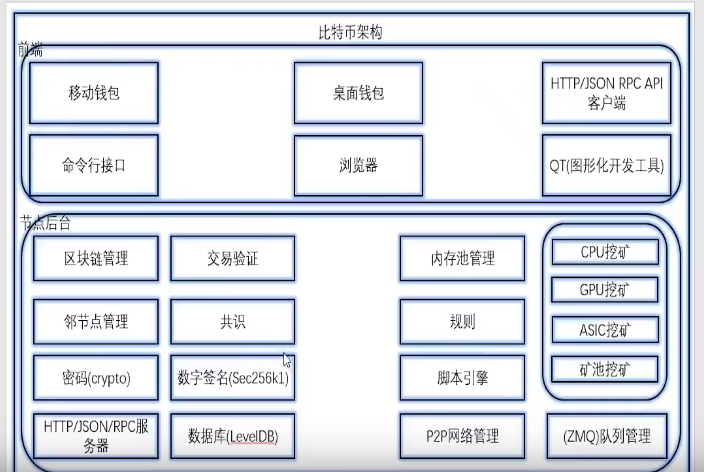 比特币架构
前端
移动钱包
桌面钱包
HTTP/JSON RPC API
客户端
命令行接口
浏览器
QT(图形化开发工具)
节点后台
区块链管理
交易验证
内存池管理
CPU挖矿
GPU挖矿
ASIC挖矿
矿池挖矿
邻节点管理
共识
规则
密码(crypto)
数字签名(Sec256k1)
脚本引擎
HTTP/JSON/RPC服
务器
数据库(LevelDB)
P2P网络管理
(ZMQ)队列管理